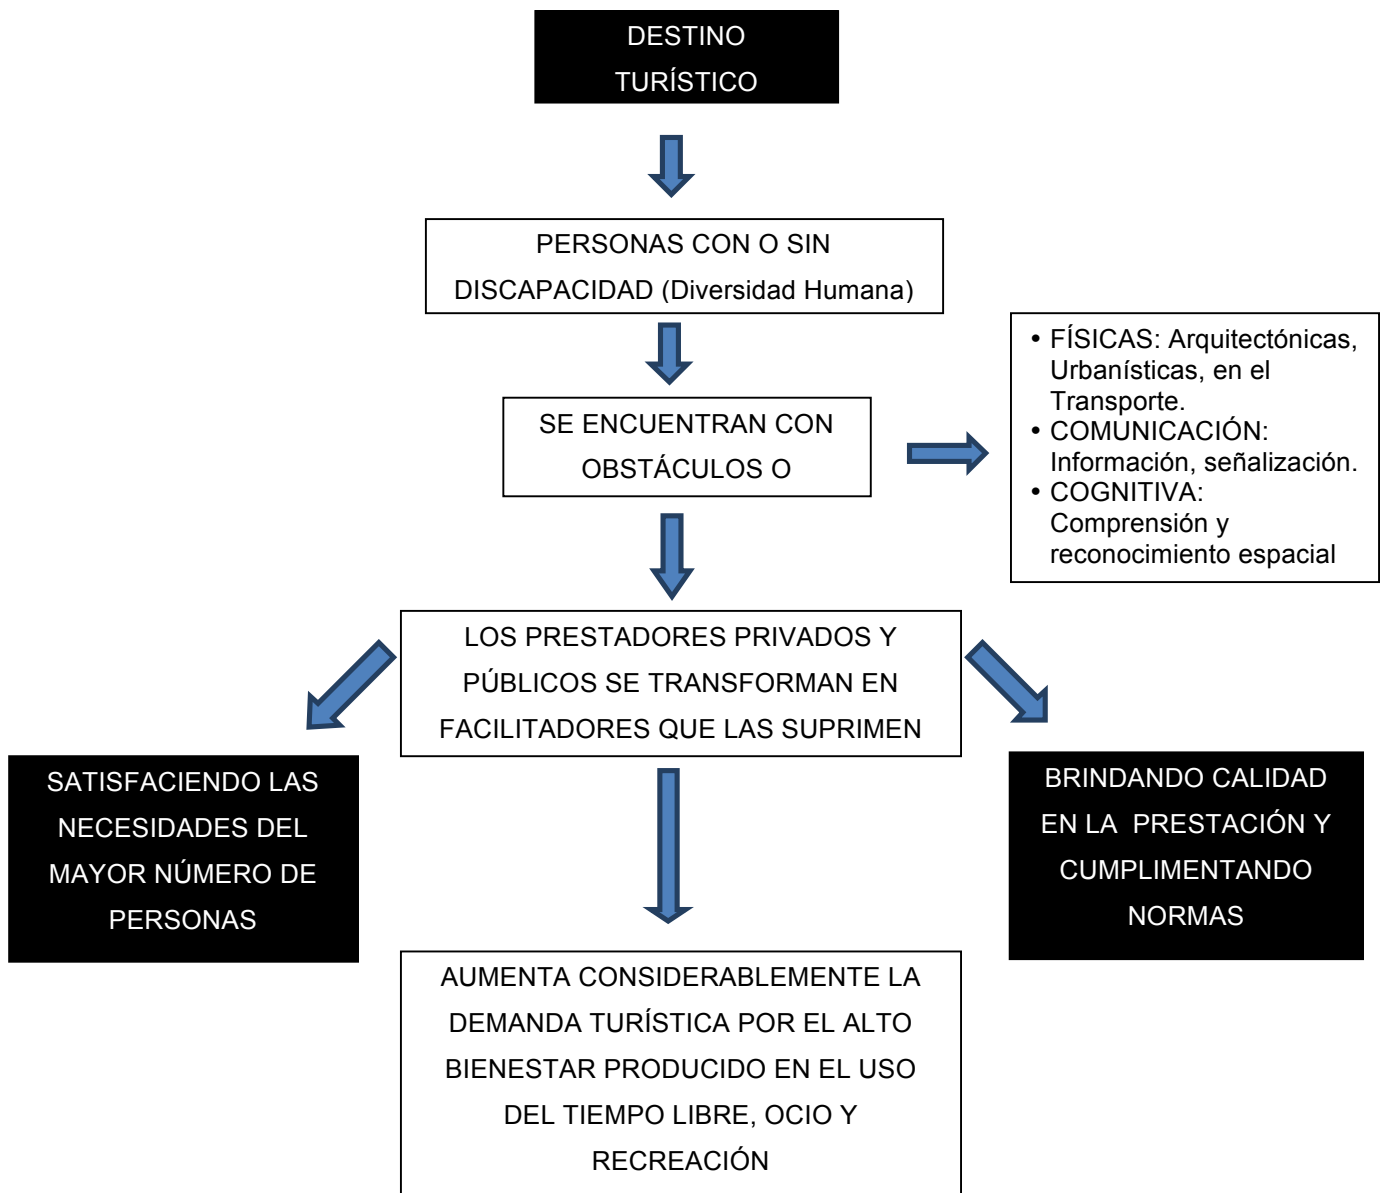 DESTINO
TURÍSTICO
PERSONAS CON O SIN
DISCAPACIDAD (Diversidad Humana)
SE ENCUENTRAN CON
OBSTÁCULOS O
• FÍSICAS: Arquitectónicas,
Urbanísticas, en el
Transporte.
• COMUNICACIÓN:
Información, señalización.
• COGNITIVA:
Comprensión y
reconocimiento espacial
LOS PRESTADORES PRIVADOS Y
PÚBLICOS SE TRANSFORMAN EN
FACILITADORES QUE LAS SUPRIMEN
SATISFACIENDO LAS
NECESIDADES DEL
MAYOR NÚMERO DE
PERSONAS
BRINDANDO CALIDAD
EN LA PRESTACIÓN Y
CUMPLIMENTANDO
NORMAS
AUMENTA CONSIDERABLEMENTE LA
DEMANDA TURÍSTICA POR EL ALTO
BIENESTAR PRODUCIDO EN EL USO
DEL TIEMPO LIBRE, OCIO Y
RECREACIÓN